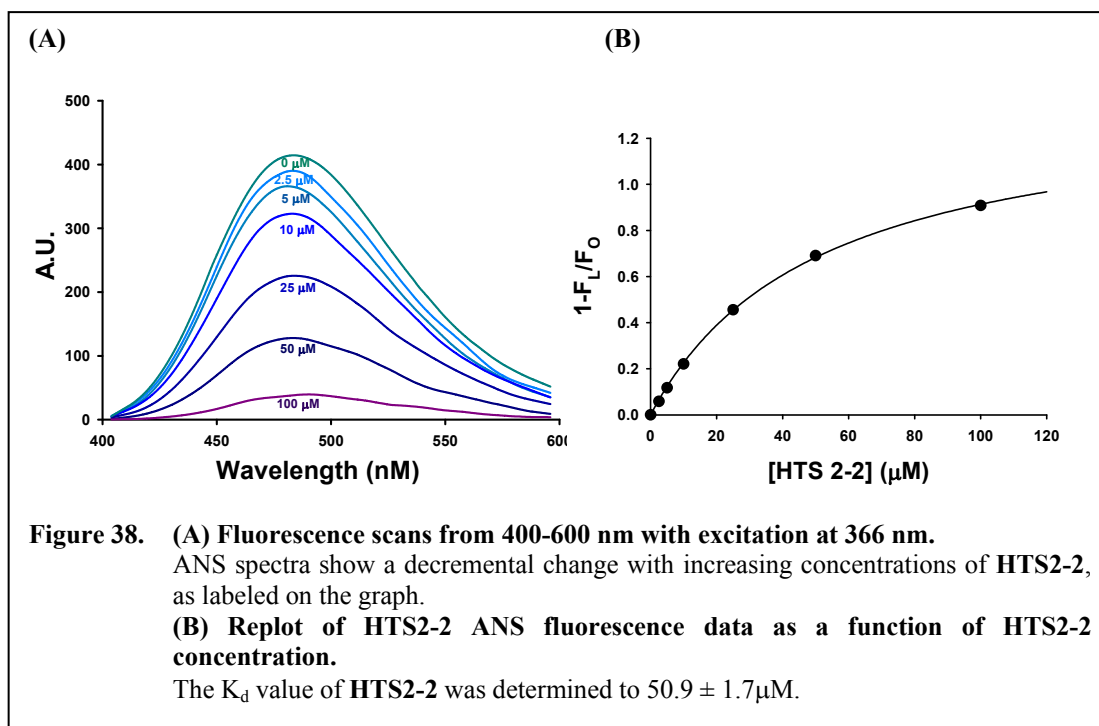 (A)
(B)
500
400
300
200
100
0
A.U.
0 µM
2.5 µM
5 µM
10 µM
25 µM
50 µM
100 µM
400 450 500 550 600
Wavelength (nM)
1.2
1.0
0.8
0.6
0.4
0.2
0.0
1-FL/FO
0 20 40 60 80 100 120
[HTS 2-2] (µM)
Figure 38. (A) Fluorescence scans from 400-600 nm with excitation at 366 nm.
ANS spectra show a decremental change with increasing concentrations of HTS2-2,
as labeled on the graph.
(B) Replot of HTS2-2 ANS fluorescence data as a function of HTS2-2
concentration.
The Kd value of HTS2-2 was determined to 50.9 ± 1.7µM.